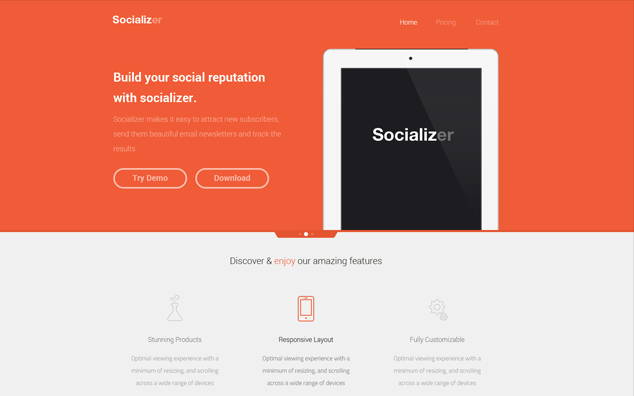 Socializer
Home Pricing Contact
Build your social reputation
with socializer.
Socializer makes it easy to attract new subscribers,
send them beautiful email newsletters and track the
results
Try Demo Download
Socializer
Discover & enjoy our amazing features
Stunning Products
Optimal viewing experience with a
minimum of resizing, and scrolling
across a wide range of devices
Responsive Layout
Optimal viewing experience with a
minimum of resizing, and scrolling
across a wide range of devices
Fully Customizable
Optimal viewing experience with a
minimum of resizing, and scrolling
across a wide range of devices